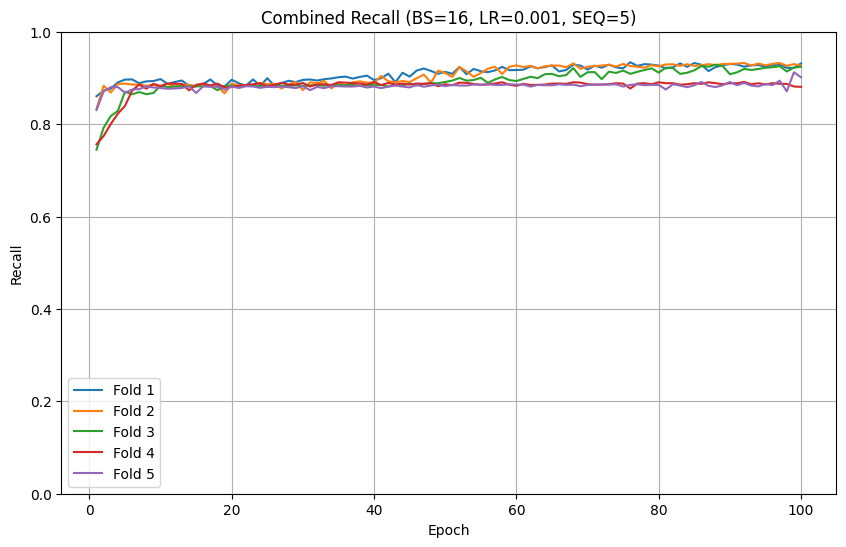 Combined Recall (BS=16, LR=0.001, SEQ=5)
1.0
0.8
0.6
0.4
0.2
0.0
Recall
Fold 1
Fold 2
Fold 3
Fold 4
Fold 5
0 20 40 60 80 100
Epoch